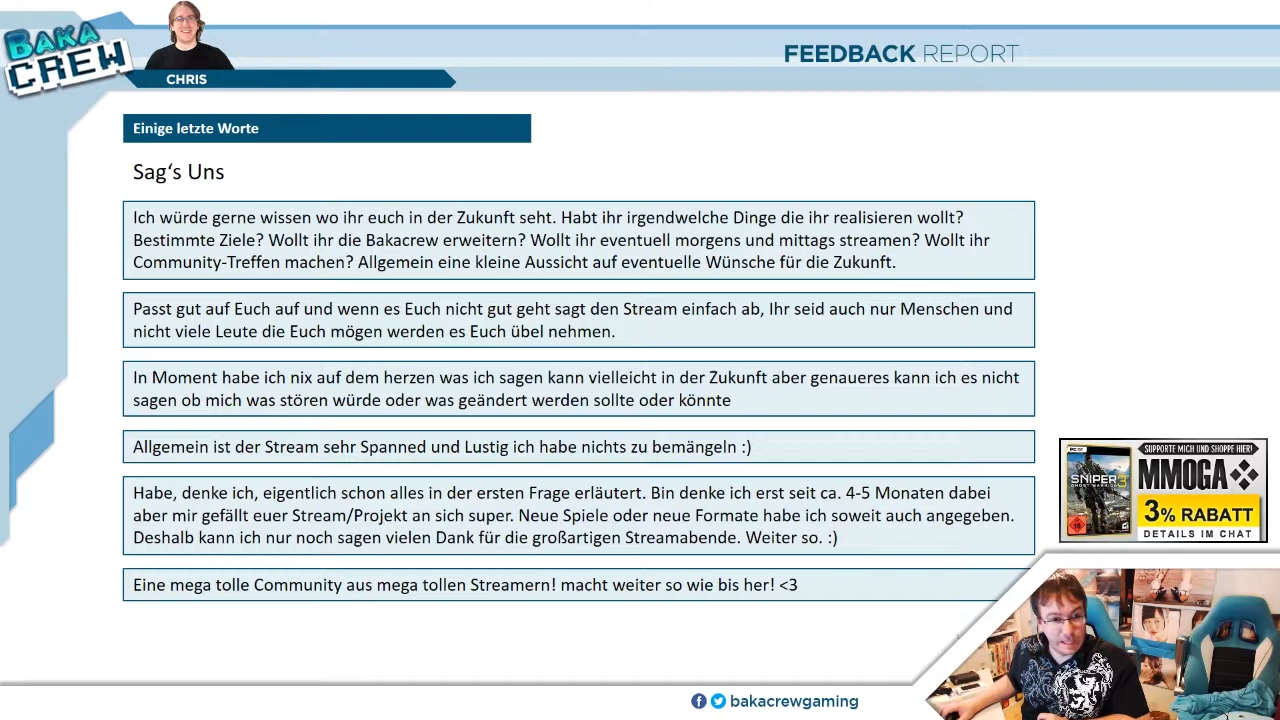 BAKA
CREW
CHRIS
FEEDBACK REPORT
Einige letzte Worte
Sag‘s Uns
Ich würde gerne wissen wo ihr euch in der Zukunft seht. Habt ihr irgendwelche Dinge die ihr realisieren wollt?
Bestimmte Ziele? Wollt ihr die Bakacrew erweitern? Wollt ihr eventuell morgens und mittags streamen? Wollt ihr
Community-Treffen machen? Allgemein eine kleine Aussicht auf eventuelle Wünsche für die Zukunft.
Passt gut auf Euch auf und wenn es Euch nicht gut geht sagt den Stream einfach ab, Ihr seid auch nur Menschen und
nicht viele Leute die Euch mögen werden es Euch übel nehmen.
In Moment habe ich nix auf dem herzen was ich sagen kann vielleicht in der Zukunft aber genaueres kann ich es nicht
sagen ob mich was stören würde oder was geändert werden sollte oder könnte
Allgemein ist der Stream sehr Spanned und Lustig ich habe nichts zu bemängeln :)
Habe, denke ich, eigentlich schon alles in der ersten Frage erläutert. Bin denke ich erst seit ca. 4-5 Monaten dabei
aber mir gefällt euer Stream/Projekt an sich super. Neue Spiele oder neue Formate habe ich soweit auch angegeben.
Deshalb kann ich nur noch sagen vielen Dank für die großartigen Streamabende. Weiter so. :)
Eine mega tolle Community aus mega tollen Streamern! macht weiter so wie bis her! <3
SUPPORTE MICH UND SHOPPE HIER!
MMOGA
3% RABATT
DETAILS IM CHAT
PC
SNIPER
GHOST WARRIOR 3
18
bakacrewgaming